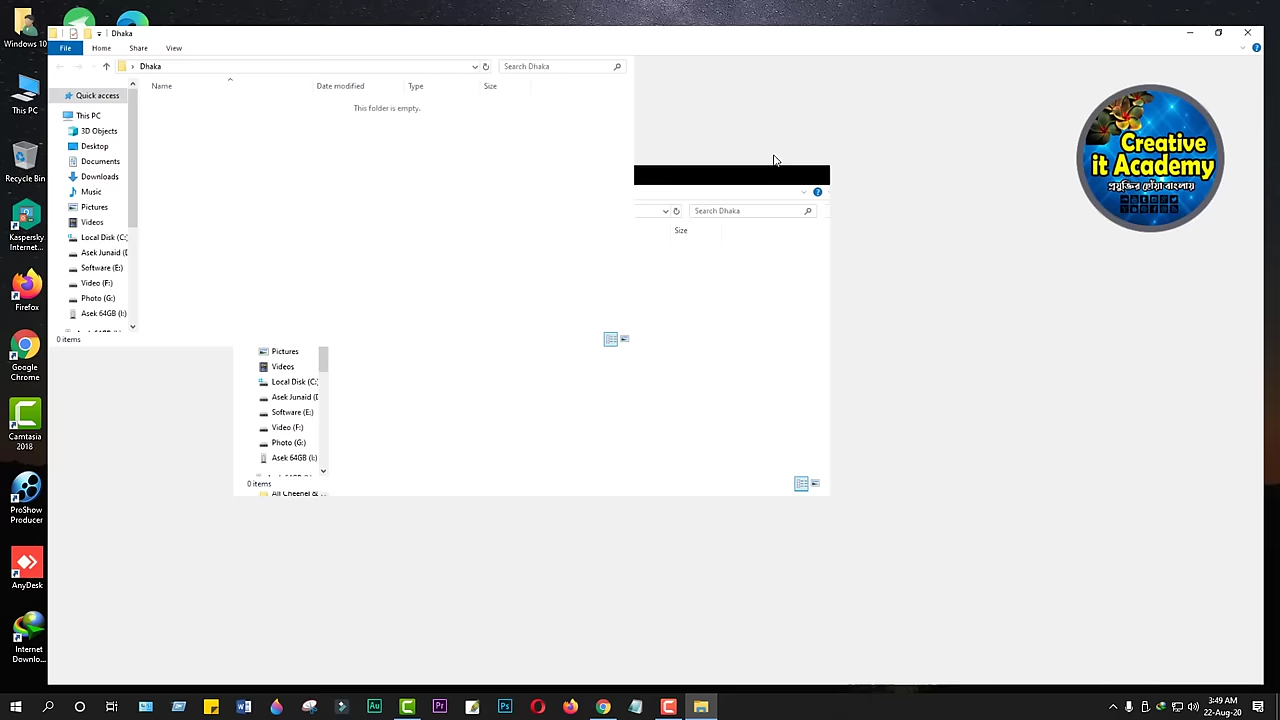 Dhaka
File
Home
Share
View
Dhaka
Search Dhaka
Name
Date modified
Type
Size
This folder is empty.
Quick access
This PC
3D Objects
Desktop
Documents
Downloads
Music
Pictures
Videos
Local Disk (C:
Asek Junaid (D
Software (E:)
Video (F:)
Photo (G:)
Asek 64GB (I:)
0 items
Search Dhaka
Size
Pictures
Videos
Local Disk (C:
Asek Junaid (D
Software (E:)
Video (F:)
Photo (G:)
Asek 64GB (I:
0 items
Windows 10
This PC
Recycle Bin
Kaspersky
Internet...
Firefox
Google
Chrome
Camtasia
2018
ProShow
Producer
AnyDesk
Internet
Downlo...
Creative
it Academy
প্রযুক্তির ছোঁয়া বাংলায়
3:49 AM
22-Aug-20